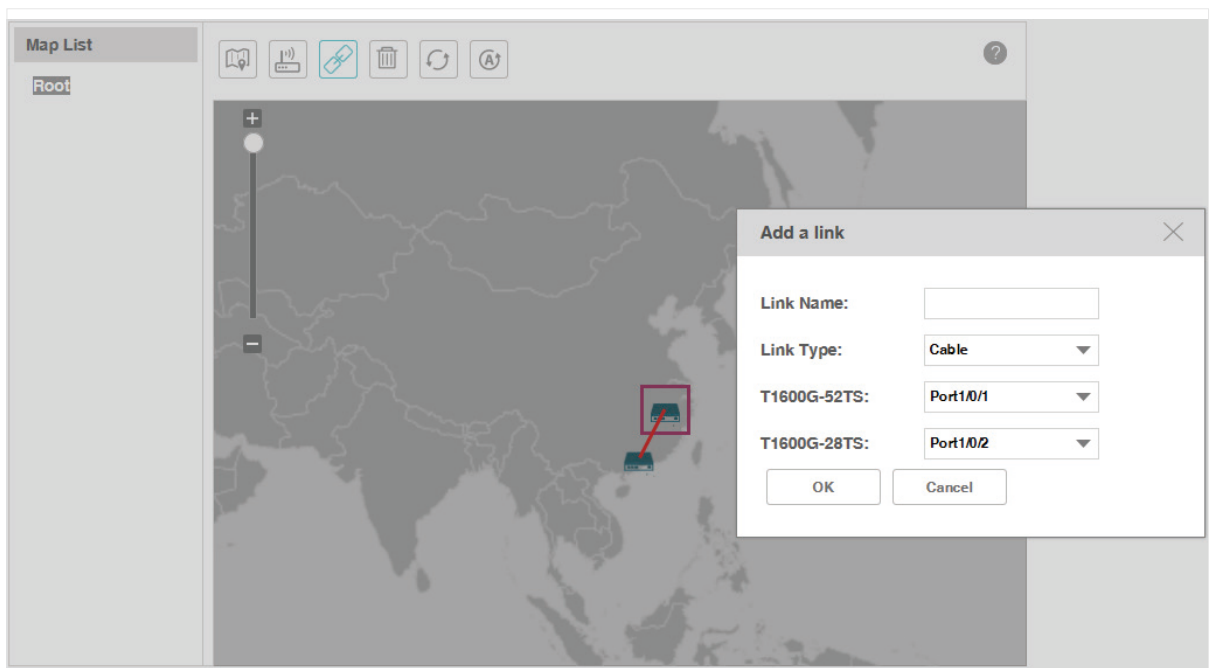 Map List
Root
A
?
+
Add a link
Link Name:
Link Type: Cable
T1600G-52TS: Port1/0/1
T1600G-28TS: Port1/0/2
OK Cancel